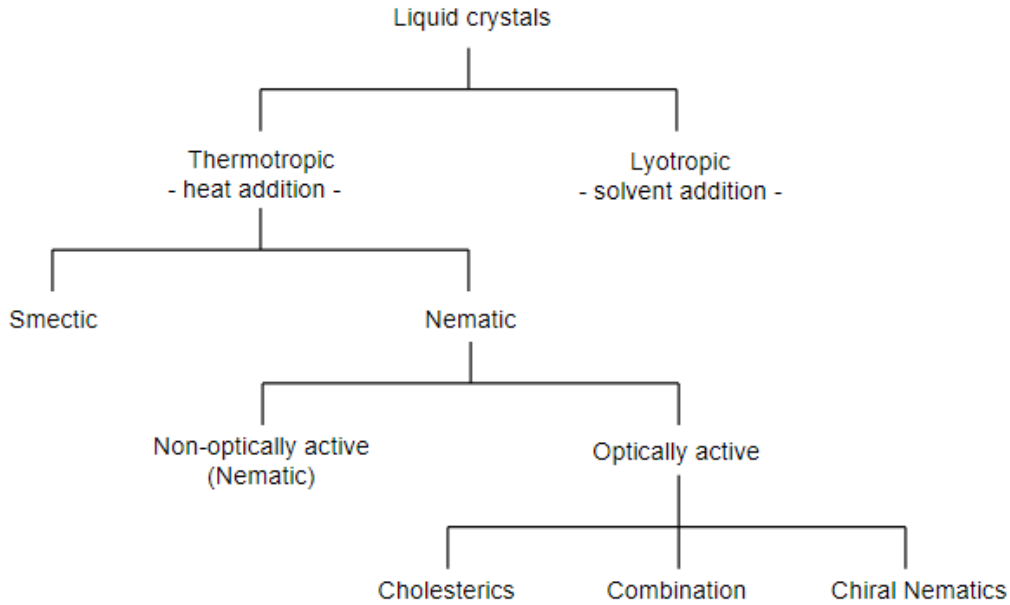 Liquid crystals
Thermotropic
- heat addition -
Lyotropic
- solvent addition -
Smectic
Nematic
Non-optically active
(Nematic)
Optically active
Cholesterics
Combination
Chiral Nematics